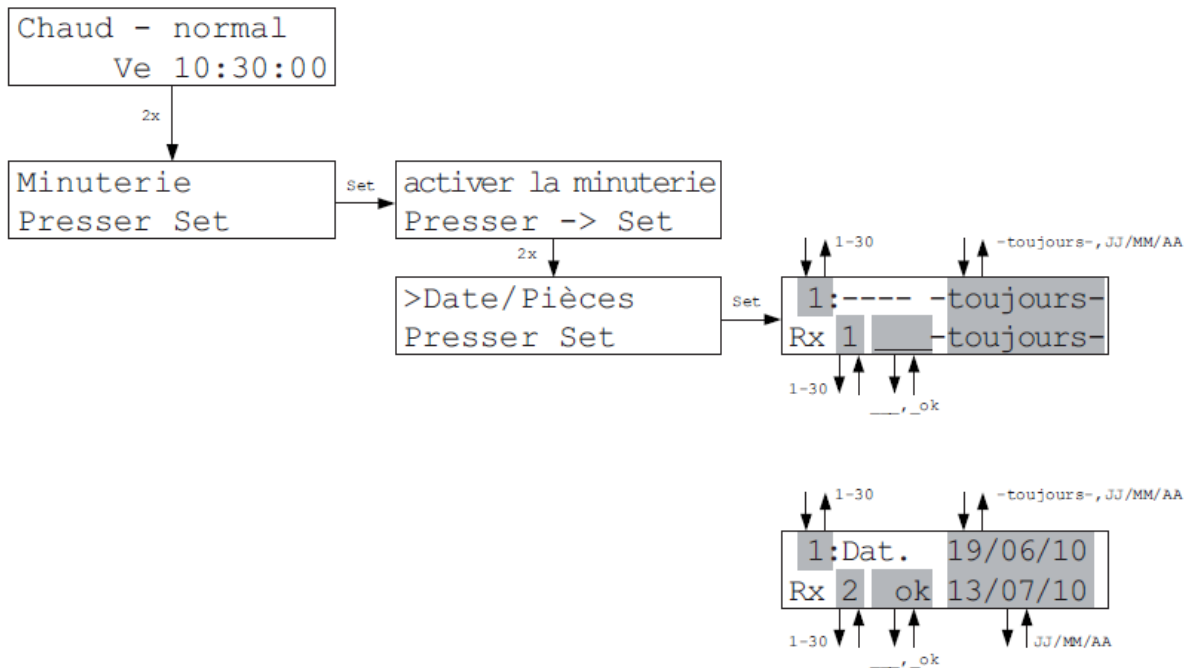 Chaud - normal
Ve 10:30:00
2x
Minuterie
Presser Set
Set
activer la minuterie
Presser -> Set
2x
>Date/Pièces
Presser Set
Set
1-30
-toujours-,JJ/MM/AA
1:---- -toujours-
Rx 1 ___-toujours-
1-30
___,_ok
1-30
-toujours-,JJ/MM/AA
1:Dat. 19/06/10
Rx 2 ok 13/07/10
1-30
JJ/MM/AA
___,_ok